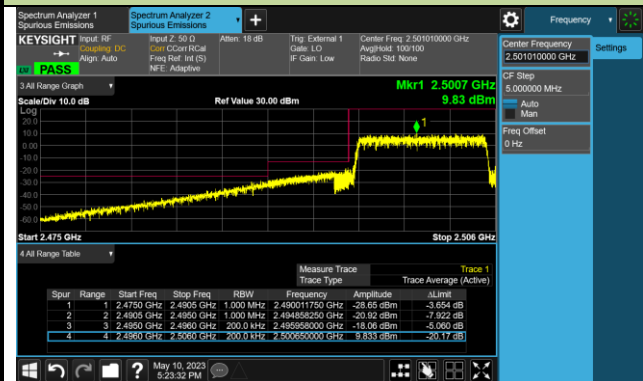 Spectrum Analyzer 1
Spurious Emissions
Spectrum Analyzer 2
Spurious Emissions
Frequency
KEYSIGHT
Input: RF
Coupling: DC
Align: Auto
Input Z: 50 Ω
Corr CCorr RCal
Freq Ref: Int (S)
NFE: Adaptive
Atten: 18 dB
Trig: External 1
Gate: LO
IF Gain: Low
Center Freq: 2.501010000 GHz
Avg|Hold: 100/100
Radio Std: None
PASS
Center Frequency
2.501010000 GHz
Settings
CF Step
5.000000 MHz
Auto
Man
Freq Offset
0 Hz
3 All Range Graph
Mkr1 2.5007 GHz
9.83 dBm
Scale/Div 10.0 dB
Ref Value 30.00 dBm
Log
20.0
10.0
0.00
-10.0
-20.0
-30.0
-40.0
-50.0
-60.0
1
Start 2.475 GHz
Stop 2.506 GHz
4 All Range Table
Measure Trace Trace 1
Trace Type Trace Average (Active)
Spur Range Start Freq Stop Freq RBW Frequency Amplitude ΔLimit
1 1 2.4750 GHz 2.4905 GHz 1.000 MHz 2.490011750 GHz -28.65 dBm -3.654 dB
2 2 2.4905 GHz 2.4950 GHz 1.000 MHz 2.494858250 GHz -20.92 dBm -7.922 dB
3 3 2.4950 GHz 2.4960 GHz 200.0 kHz 2.495958000 GHz -18.06 dBm -5.060 dB
4 4 2.4960 GHz 2.5060 GHz 200.0 kHz 2.500650000 GHz 9.833 dBm -20.17 dB
May 10, 2023
5:23:32 PM